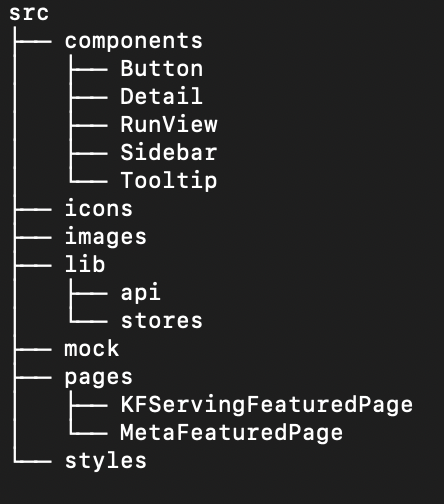 src
├── components
│   ├── Button
│   ├── Detail
│   ├── RunView
│   ├── Sidebar
│   └── Tooltip
├── icons
├── images
├── lib
│   ├── api
│   └── stores
├── mock
├── pages
│   ├── KFServingFeaturedPage
│   └── MetaFeaturedPage
└── styles